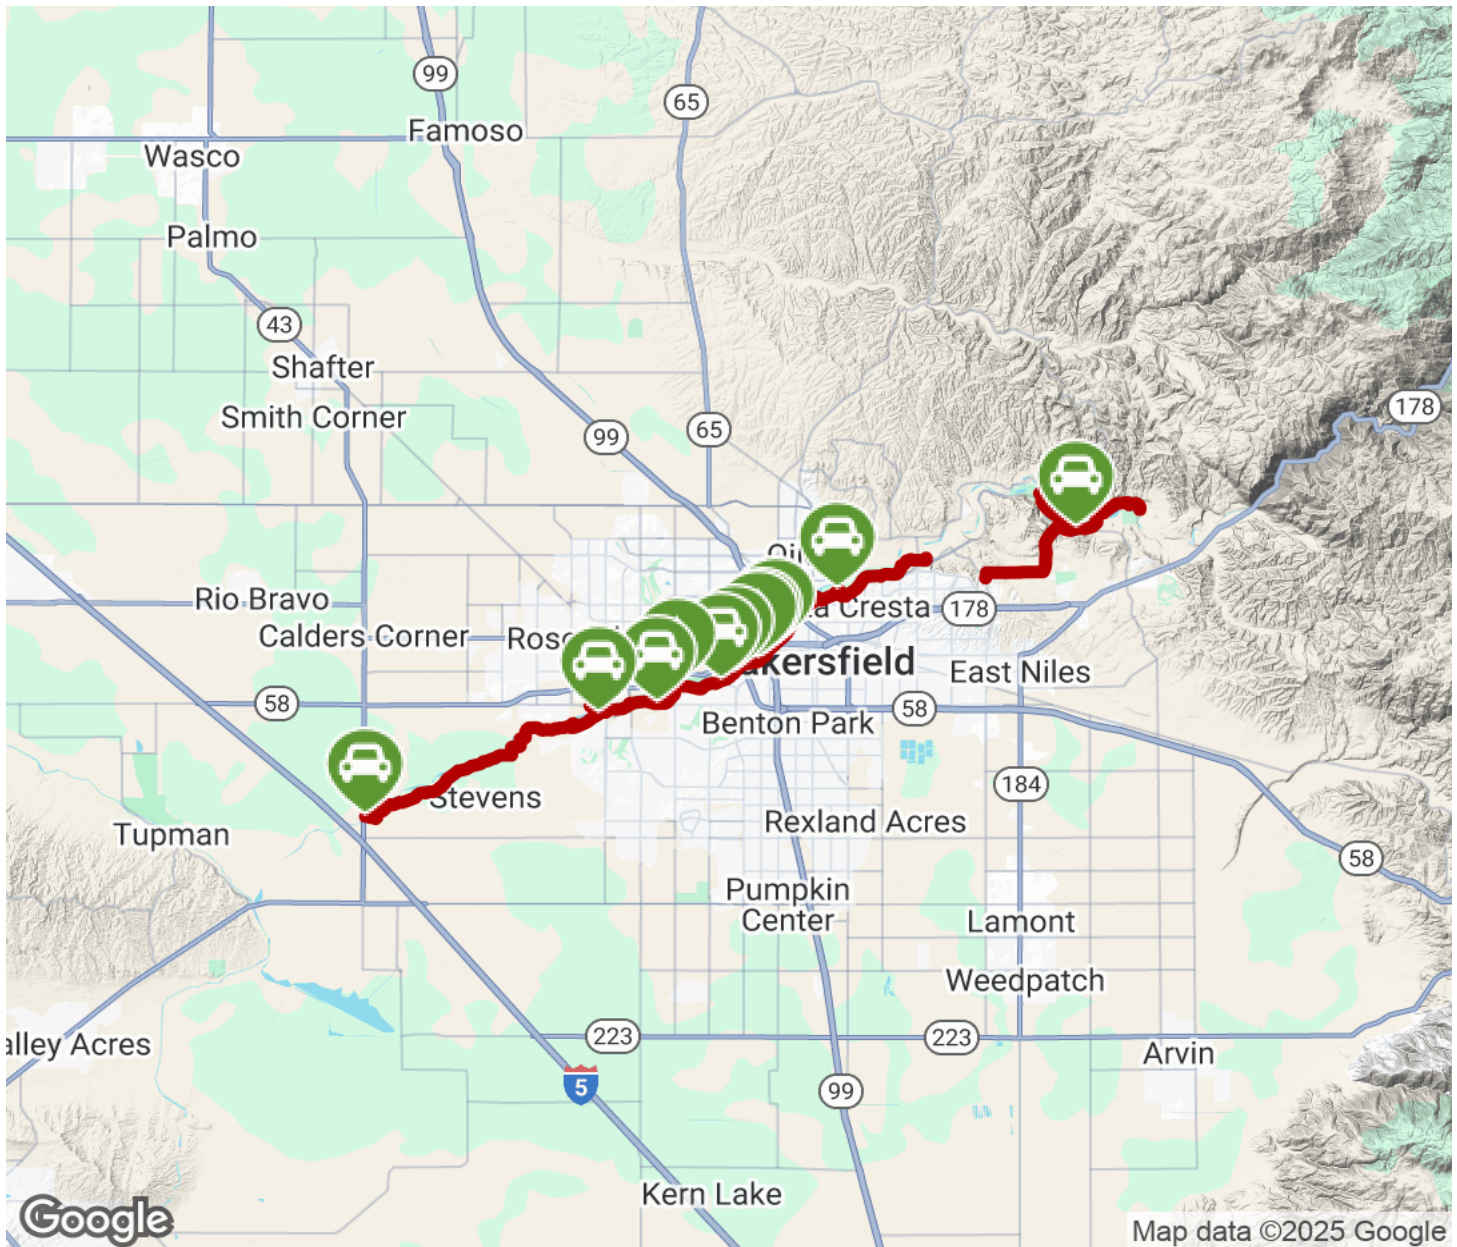 99
65
Famoso
Wasco
Palmo
43
Shafter
Smith Corner
178
99
65
Rio Bravo
Calders Corner
178
East Niles
58
58
Benton Park
Stevens
184
Tupman
Rexland Acres
58
Pumpkin
Center
Lamont
Weedpatch
alley Acres
223
223
Arvin
5
99
Kern Lake
Google
Map data ©2025 Google
akersfield
a Cresta